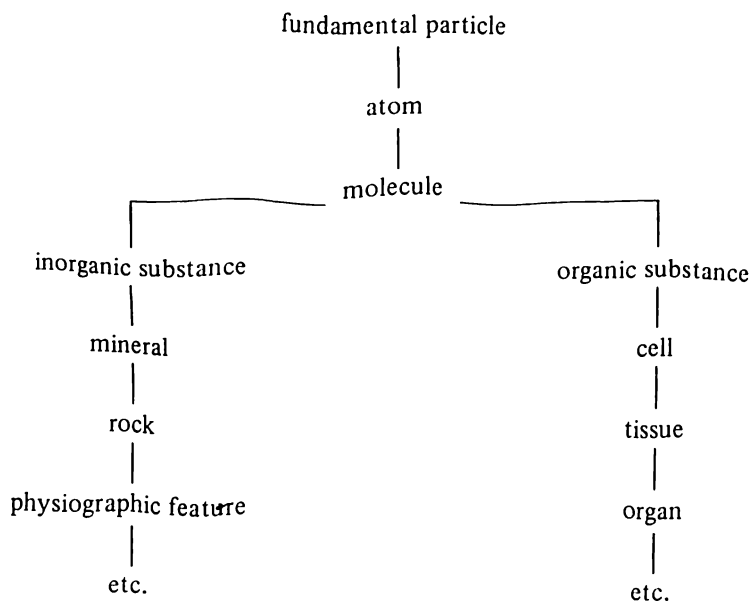 fundamental particle
atom
molecule
inorganic substance
organic substance
mineral
cell
rock
tissue
physiographic feature
organ
etc.
etc.